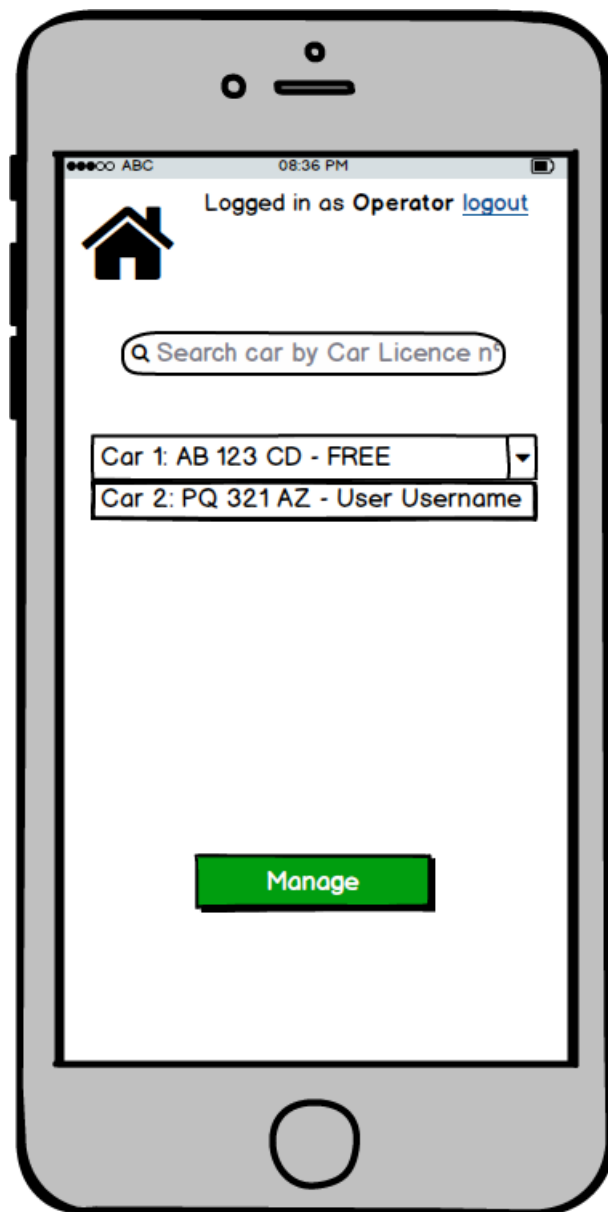 ABC 08:36 PM
Logged in as Operator logout
Search car by Car Licence n°
Car 1: AB 123 CD - FREE
Car 2: PQ 321 AZ - User Username
Manage